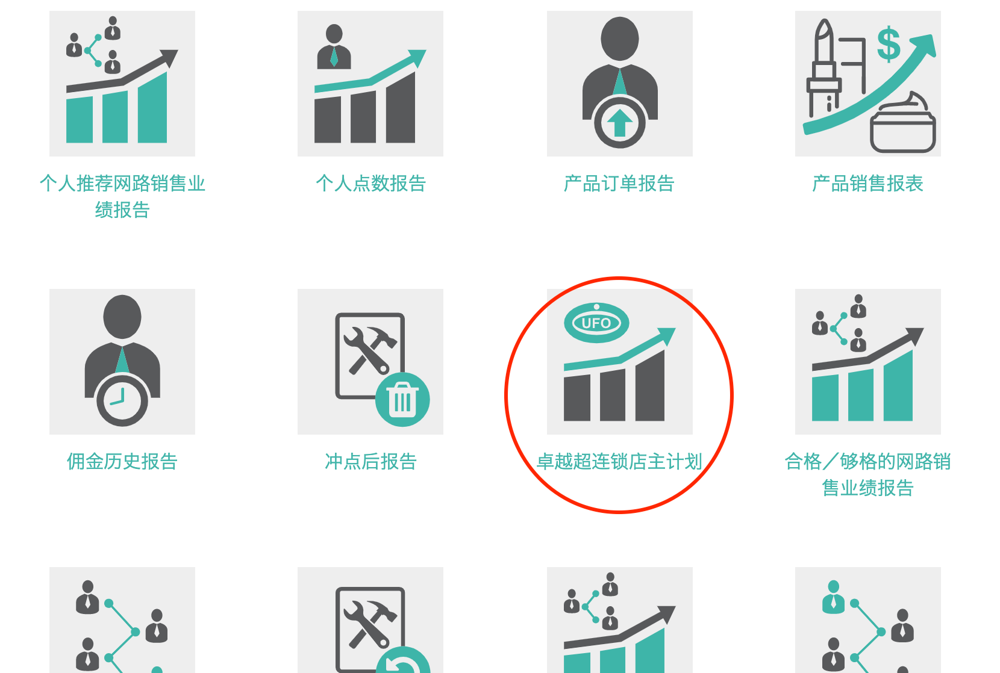 $
个人推荐网路销售业
绩报告
个人点数报告
产品订单报告
产品销售报表
UFO
佣金历史报告
冲点后报告
卓越超连锁店主计划
合格／够格的网路销
售业绩报告